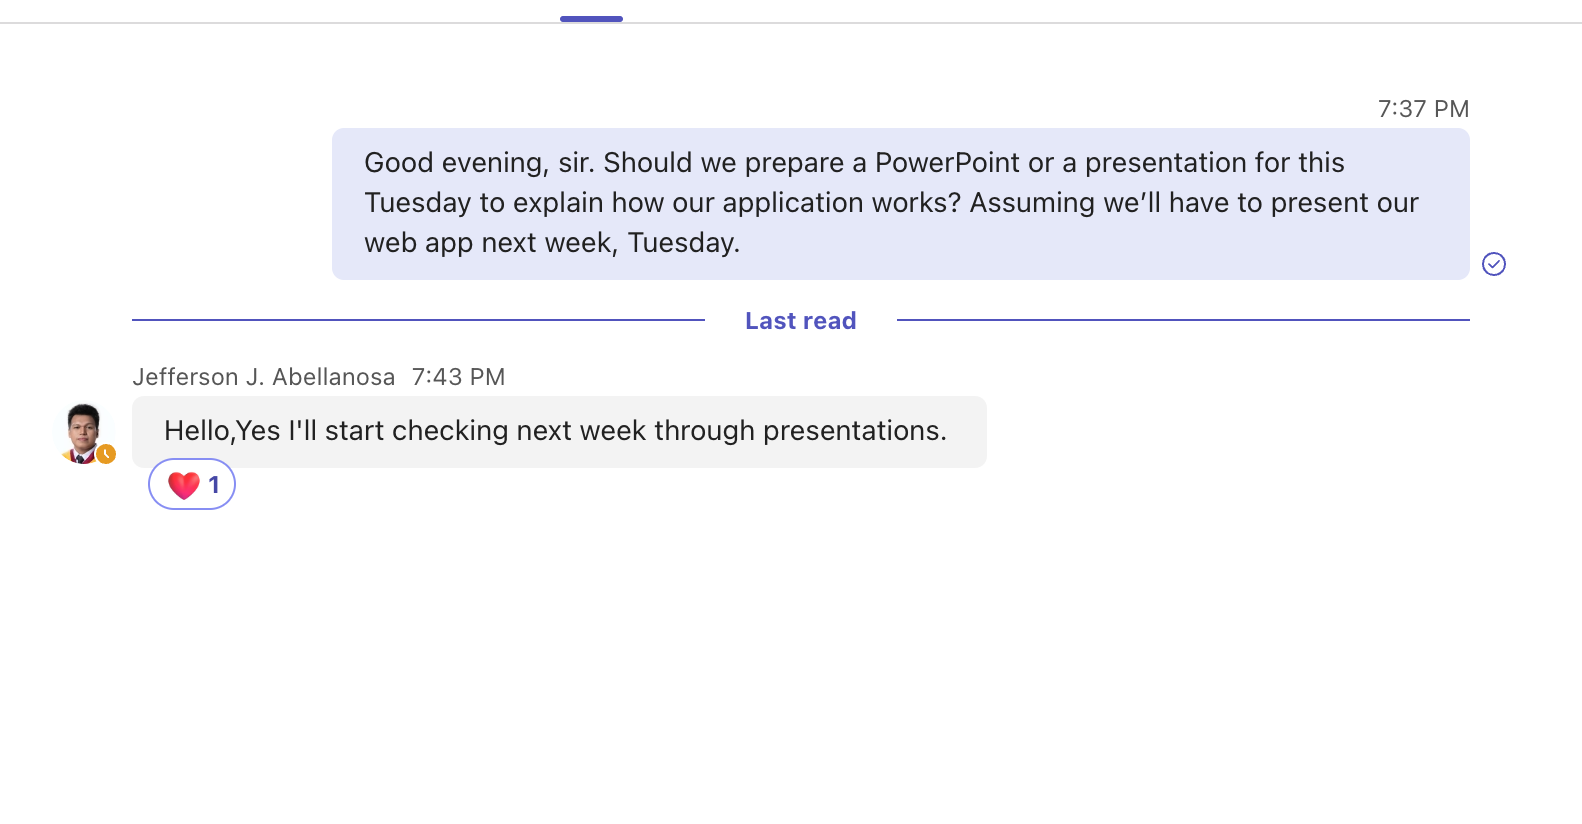 7:37 PM
Good evening, sir. Should we prepare a PowerPoint or a presentation for this
Tuesday to explain how our application works? Assuming we’ll have to present our
web app next week, Tuesday.
Last read
Jefferson J. Abellanosa 7:43 PM
Hello,Yes I'll start checking next week through presentations.
1